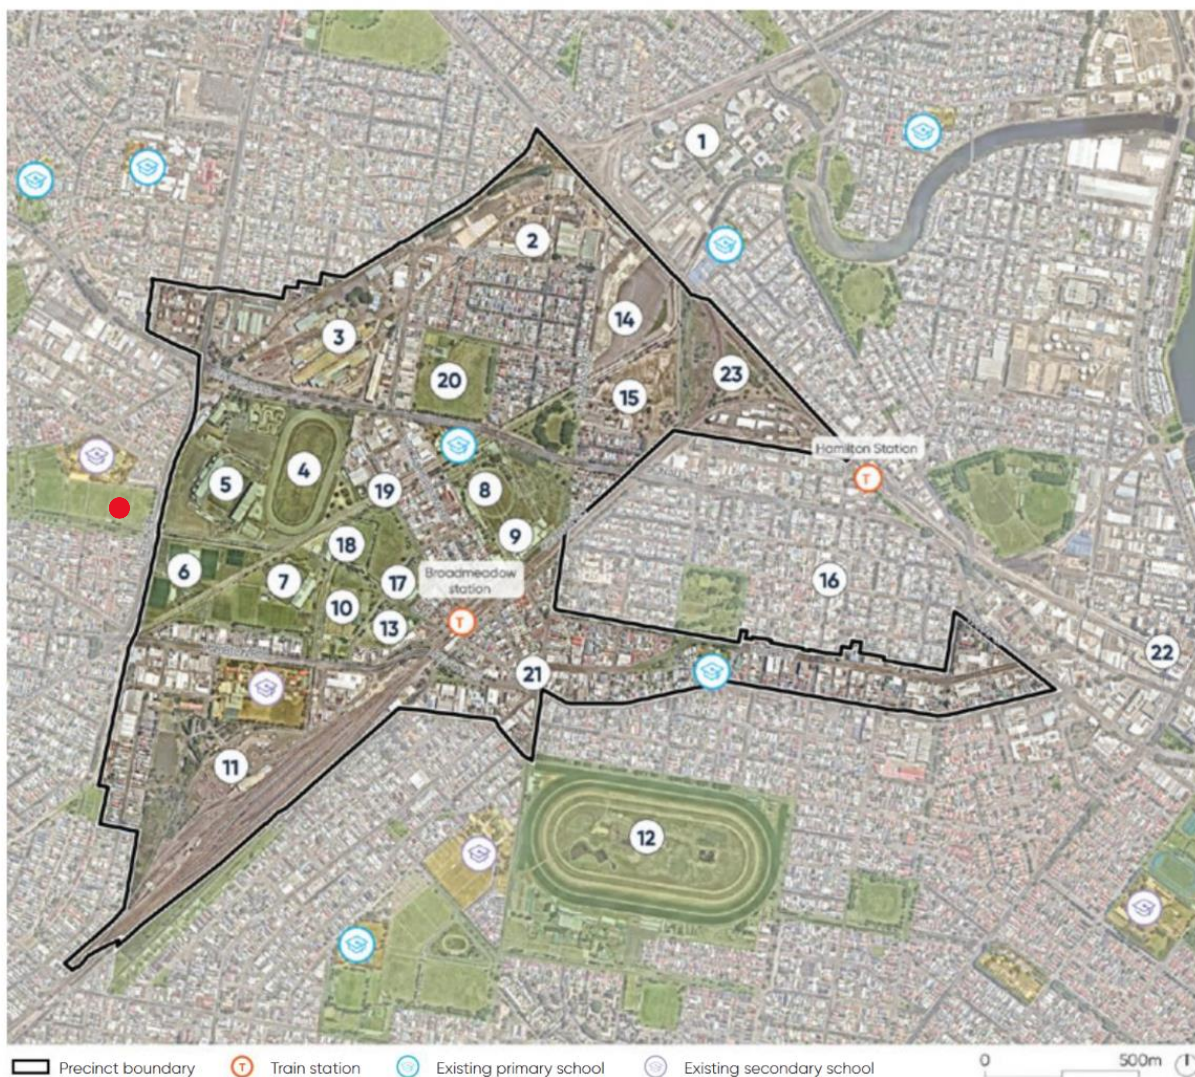 1
2
3
14
23
15
20
Hamilton Station
T
4
5
19
8
9
18
6
7
17
Broadmeadow
station
10
13
T
16
21
22
11
12
Precinct boundary
T
Train station
Existing primary school
Existing secondary school
0
500m